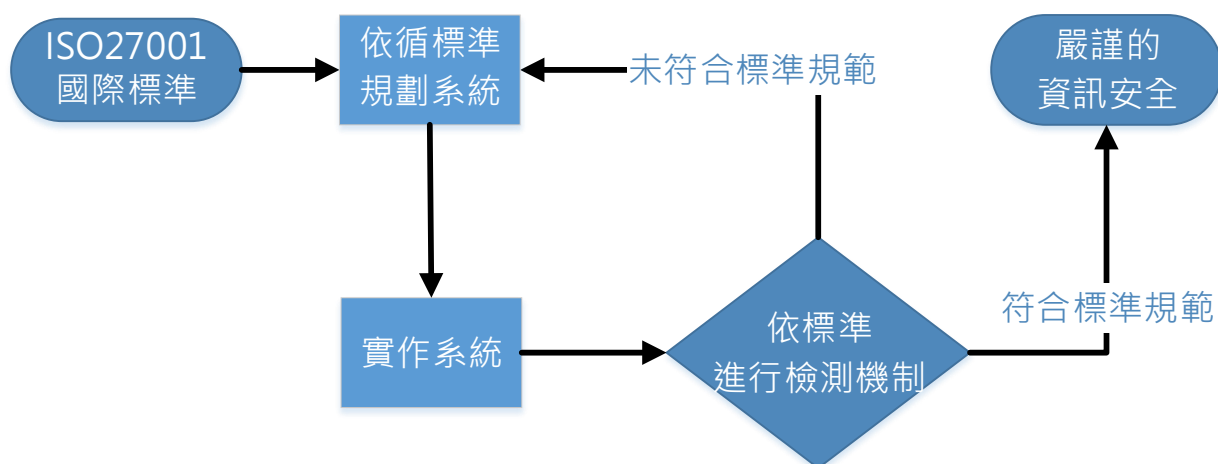 ISO27001
國際標準
依循標準
規劃系統
未符合標準規範
嚴謹的
資訊安全
實作系統
依標準
進行檢測機制
符合標準規範